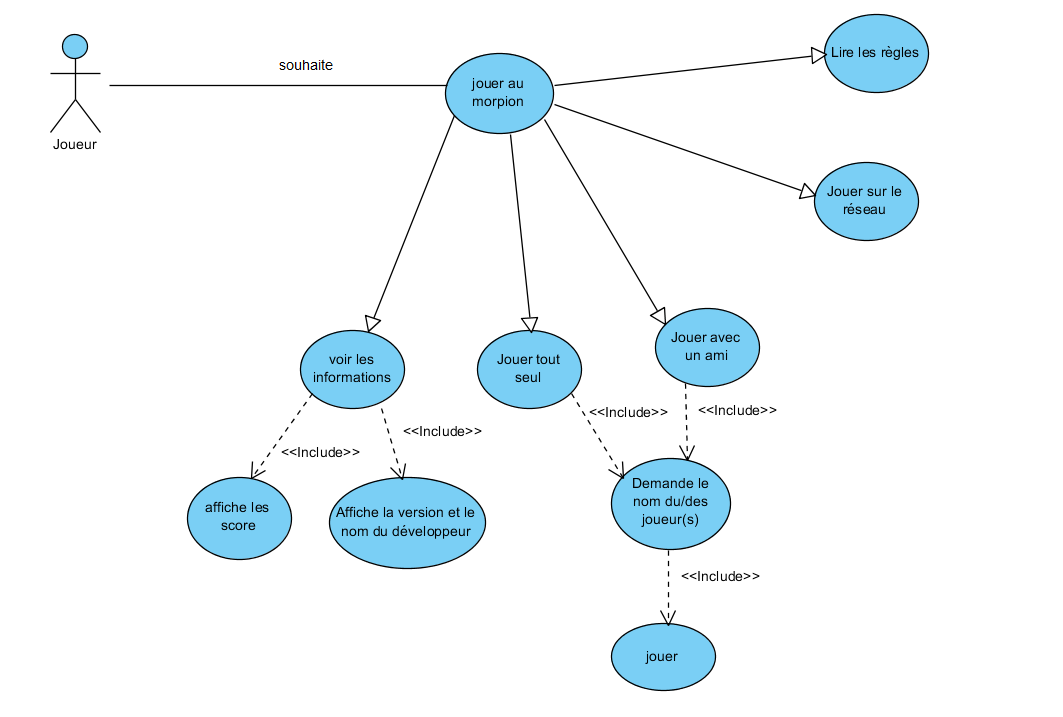 souhaite
Joueur
jouer au
morpion
Lire les règles
Jouer sur le
réseau
voir les
informations
Jouer tout
seul
Jouer avec
un ami
<<Include>>
<<Include>>
<<Include>>
<<Include>>
affiche les
score
Affiche la version et le
nom du développeur
Demande le
nom du/des
joueur(s)
<<Include>>
jouer